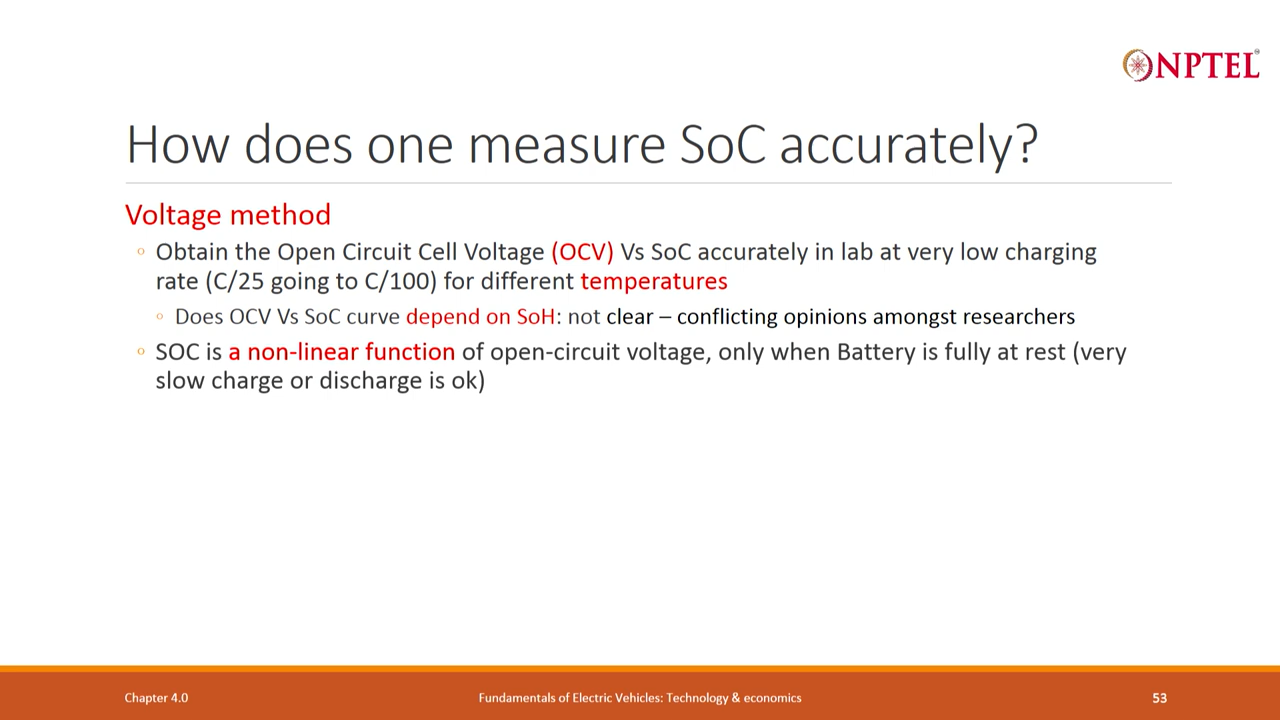 NPTEL
How does one measure SoC accurately?
Voltage method
Obtain the Open Circuit Cell Voltage (OCV) Vs SoC accurately in lab at very low charging
rate (C/25 going to C/100) for different temperatures
Does OCV Vs SoC curve depend on SoH: not clear – conflicting opinions amongst researchers
SOC is a non-linear function of open-circuit voltage, only when Battery is fully at rest (very
slow charge or discharge is ok)
Chapter 4.0
Fundamentals of Electric Vehicles: Technology & economics
53